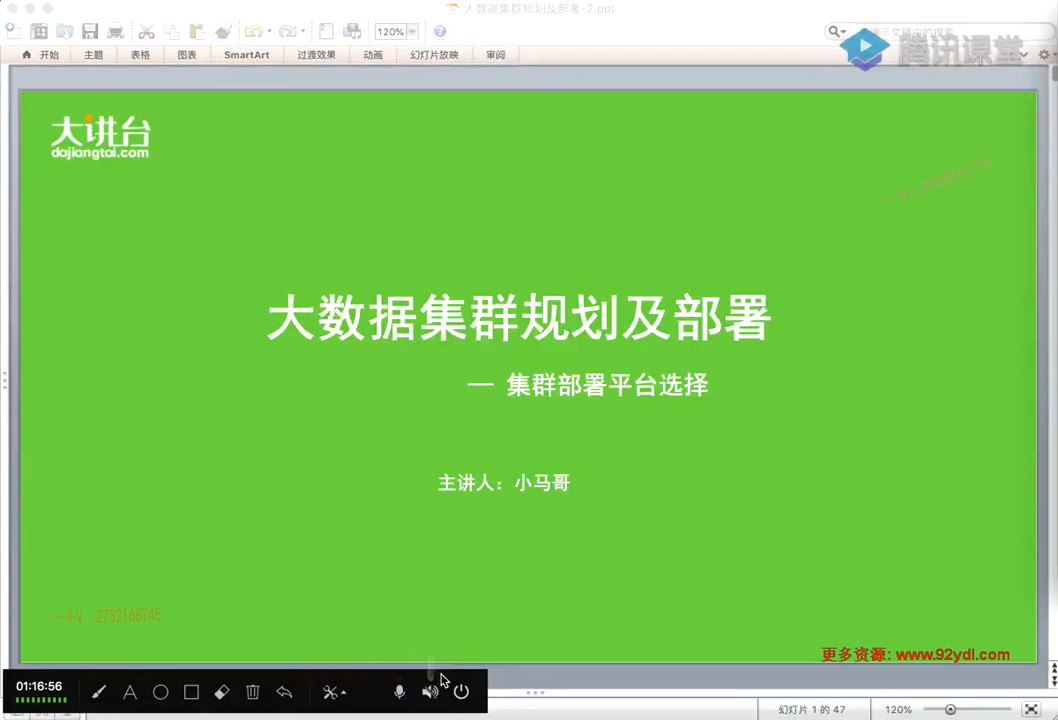 大数据集群规划及部署-2.ppt
120%
腾讯课堂
开始 主题 表格 图表 SmartArt 过渡效果 动画 幻灯片放映 审阅
大讲台
dajiangtai.com
大数据集群规划及部署
— 集群部署平台选择
主讲人：小马哥
一手V :2732168745
更多资源: www.92ydl.com
01:16:56
幻灯片 1 的 47 120%